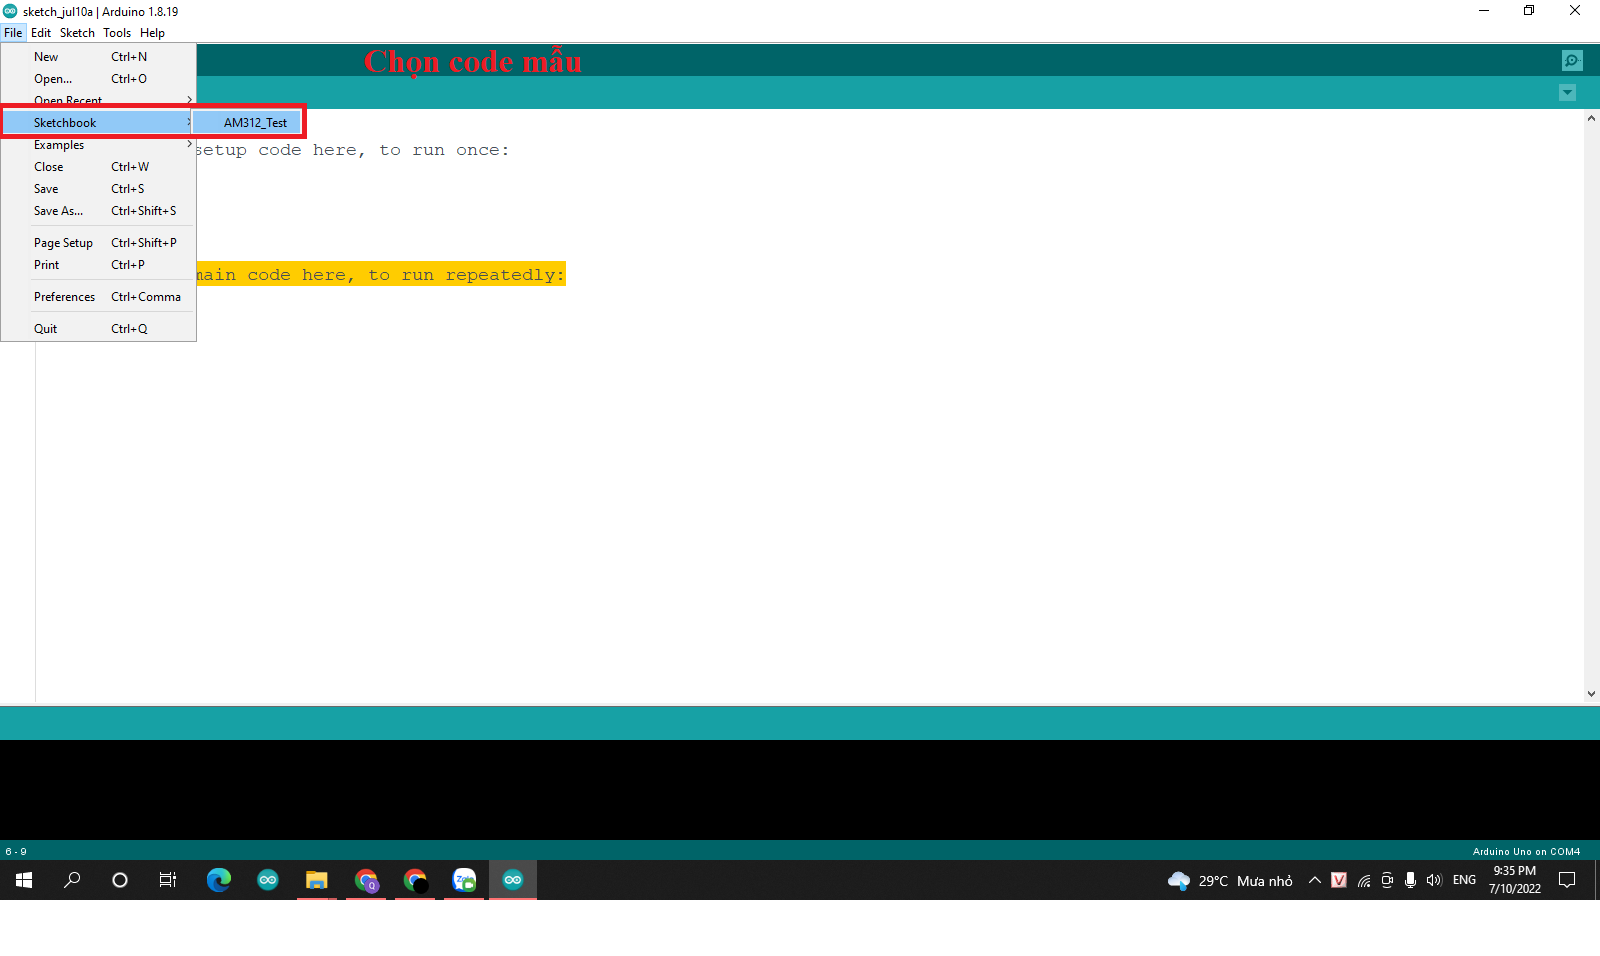 sketch_jul10a | Arduino 1.8.19
File Edit Sketch Tools Help
Chọn code mẫu
New Ctrl+N
Open... Ctrl+O
Open Recent
Sketchbook
AM312_Test
Examples
setup code here, to run once:
Close Ctrl+W
Save Ctrl+S
Save As... Ctrl+Shift+S
Page Setup Ctrl+Shift+P
Print Ctrl+P
main code here, to run repeatedly:
Preferences Ctrl+Comma
Quit Ctrl+Q
6 - 9
Arduino Uno on COM4
Zalo
Q
29°C Mưa nhỏ
V
ENG
9:35 PM
7/10/2022